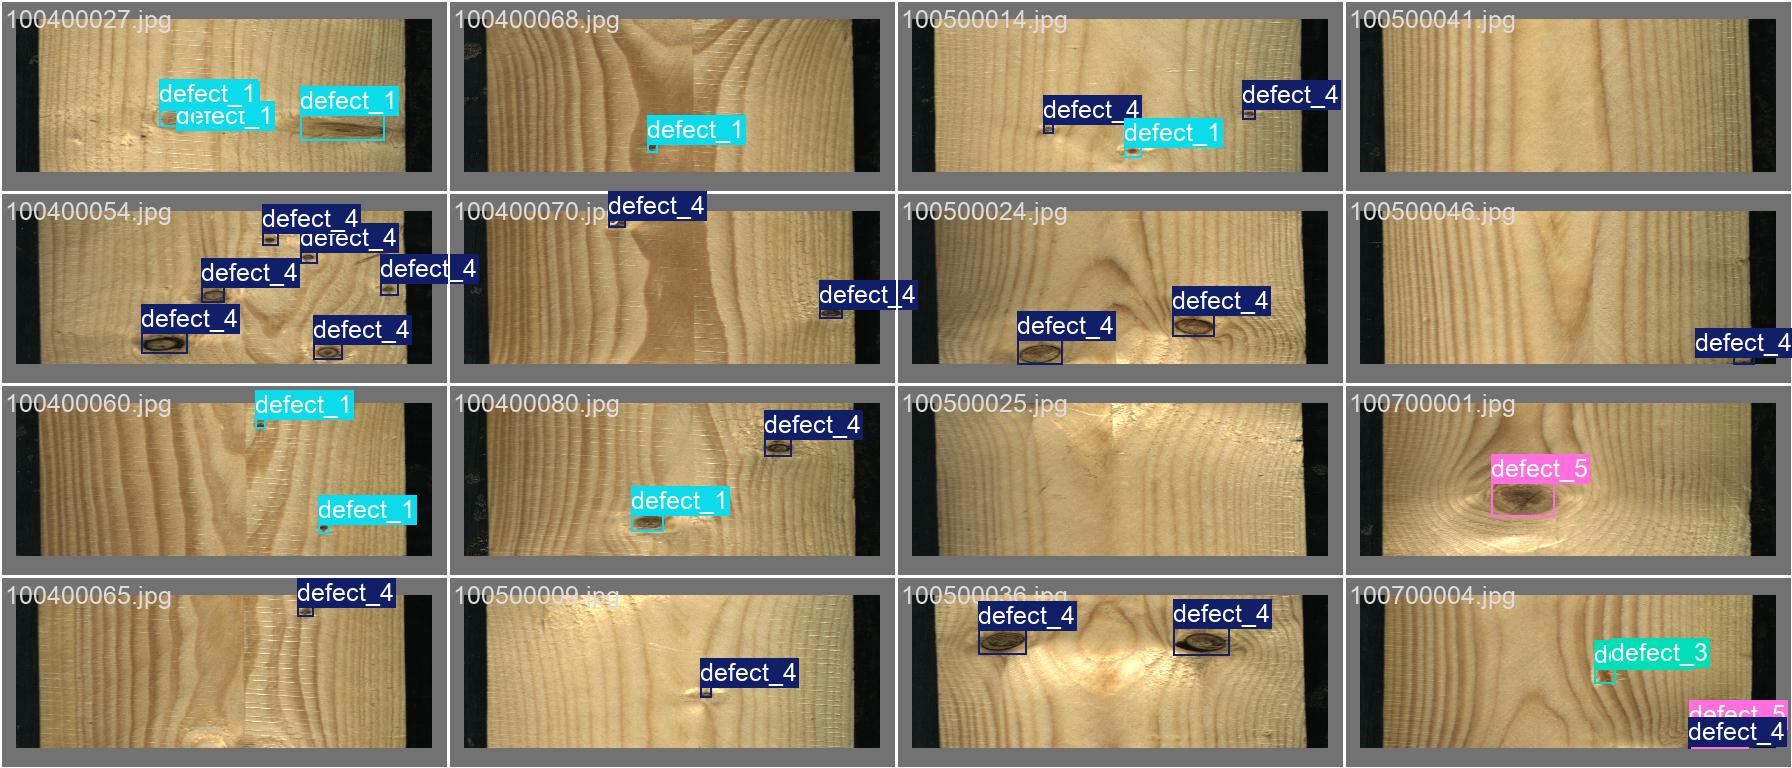 100400027.jpg
defect_1
defect_1
defect_1
100400068.jpg
defect_1
100500014.jpg
defect_4
defect_4
defect_1
100500041.jpg
100400054.jpg
defect_4
defect_4
defect_4
defect_4
defect_4
defect_4
100400070.jpg
defect_4
defect_4
100500024.jpg
defect_4
defect_4
100500046.jpg
defect_4
100400060.jpg
defect_1
defect_1
100400080.jpg
defect_4
defect_1
100500025.jpg
100700001.jpg
defect_5
100400065.jpg
defect_4
100500009.jpg
defect_4
100500036.jpg
defect_4
defect_4
100700004.jpg
defect_3
defect_5
defect_4